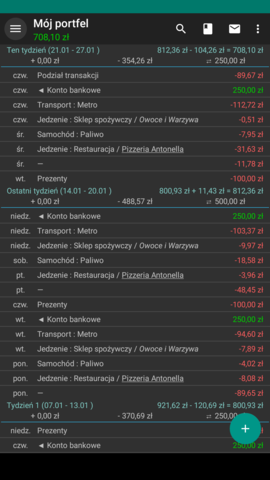 Mój portfel
708,10 zł
Ten tydzień (21.01 - 27.01 ) 812,36 zł - 104,26 zł = 708,10 zł
+ 0,00 zł - 354,26 zł ⇄ 250,00 zł
czw. Podział transakcji -89,67 zł
czw. ◄ Konto bankowe 250,00 zł
czw. Transport : Metro -112,72 zł
czw. Jedzenie : Sklep spożywczy / Owoce i Warzywa -0,51 zł
śr. Samochód : Paliwo -7,95 zł
śr. Jedzenie : Restauracja / Pizzeria Antonella -31,63 zł
śr. — -11,78 zł
wt. Prezenty -100,00 zł
Ostatni tydzień (14.01 - 20.01 ) 800,93 zł + 11,43 zł = 812,36 zł
+ 0,00 zł - 488,57 zł ⇄ 500,00 zł
niedz. ◄ Konto bankowe 250,00 zł
niedz. Transport : Metro -103,37 zł
niedz. Jedzenie : Sklep spożywczy / Owoce i Warzywa -9,97 zł
sob. Samochód : Paliwo -18,58 zł
pt. Jedzenie : Restauracja / Pizzeria Antonella -3,96 zł
pt. — -48,45 zł
czw. Prezenty -100,00 zł
wt. ◄ Konto bankowe 250,00 zł
wt. Transport : Metro -94,60 zł
wt. Jedzenie : Sklep spożywczy / Owoce i Warzywa -7,89 zł
pon. Samochód : Paliwo -4,02 zł
pon. Jedzenie : Restauracja / Pizzeria Antonella -8,08 zł
pon. — -89,65 zł
Tydzień 1 (07.01 - 13.01 ) 921,62 zł - 120,69 zł = 800,93 zł
+ 0,00 zł - 370,69 zł ⇄ 250,00
niedz. Prezenty
czw. ◄ Konto bankowe 250,00 zł